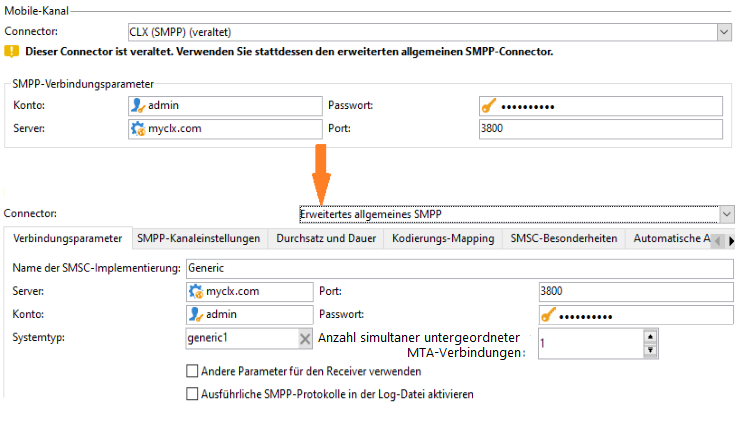 Mobile-Kanal
Connector: CLX (SMPP) (veraltet)
Dieser Connector ist veraltet. Verwenden Sie stattdessen den erweiterten allgemeinen SMPP-Connector.
SMPP-Verbindungsparameter
Konto: admin Passwort: ••••••••••
Server: myclx.com Port: 3800
Connector: Erweitertes allgemeines SMPP
Verbindungsparameter SMPP-Kanaleinstellungen Durchsatz und Dauer Kodierungs-Mapping SMSC-Besonderheiten Automatische A
Name der SMSC-Implementierung: Generic
Server: myclx.com Port: 3800
Konto: admin Passwort: ••••••••••
Systemtyp: generic1 Anzahl simultaner untergeordneter
MTA-Verbindungen: 1
Andere Parameter für den Receiver verwenden
Ausführliche SMPP-Protokolle in der Log-Datei aktivieren